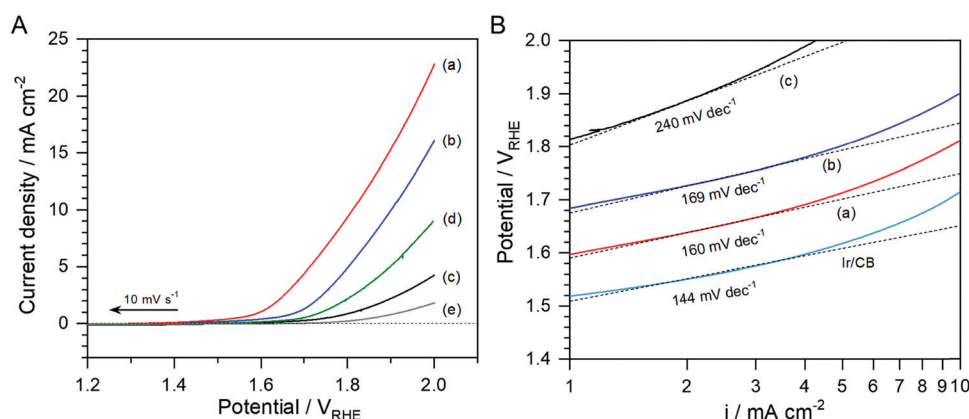 A
25
20
15
10
5
0
1.2
1.4
1.6
1.8
2.0
Current density / mA cm⁻²
Potential / V_RHE
10 mV s⁻¹
(a)
(b)
(d)
(c)
(e)
B
2.0
1.9
1.8
1.7
1.6
1.5
1.4
1
2
3
4
5
6
7
8
9
10
Potential / V_RHE
j / mA cm⁻²
240 mV dec⁻¹
(c)
169 mV dec⁻¹
(b)
160 mV dec⁻¹
(a)
144 mV dec⁻¹
Ir/CB